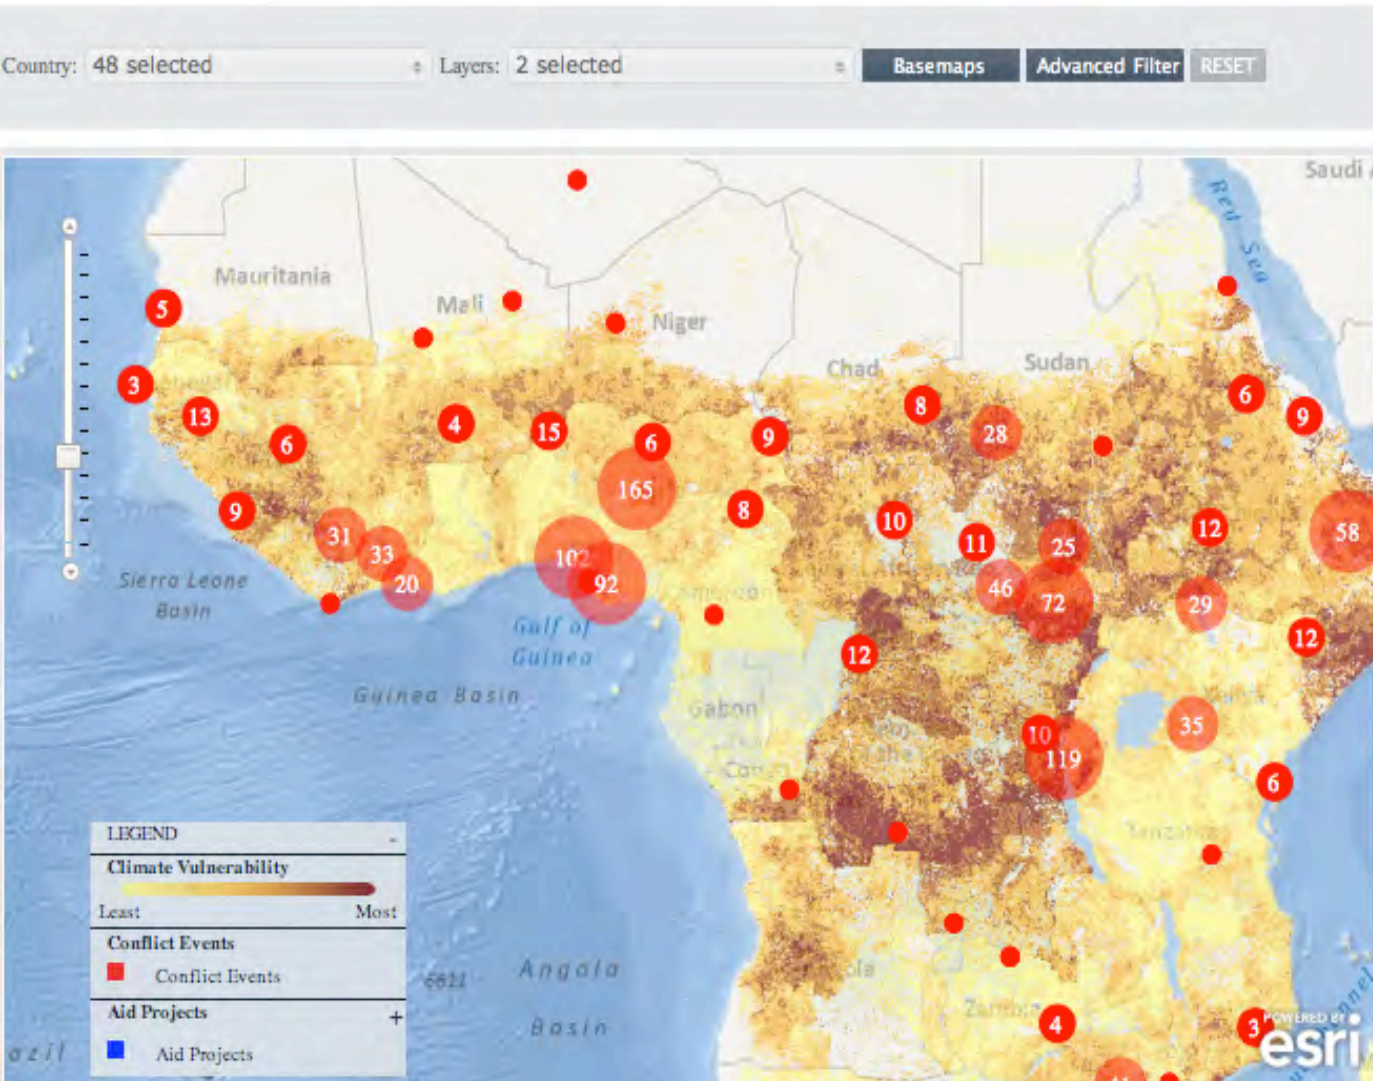 Country: 48 selected Layers: 2 selected Basemaps Advanced Filter RESET
Saudi
Red Sea
Mauritania
Mali
Niger
Chad
Sudan
5
3
13
6
4
15
6
9
8
28
6
9
165
9
8
10
11
25
12
58
31
33
20
102
92
46
72
29
12
12
Sierra Leone
Basin
Gulf of
Guinea
Guinea Basin
Gabon
10
119
35
6
Tanzania
LEGEND -
Climate Vulnerability
Least Most
Conflict Events
Conflict Events
Aid Projects +
Aid Projects
Angola
Basin
Zambia
4
3
POWERED BY
esri